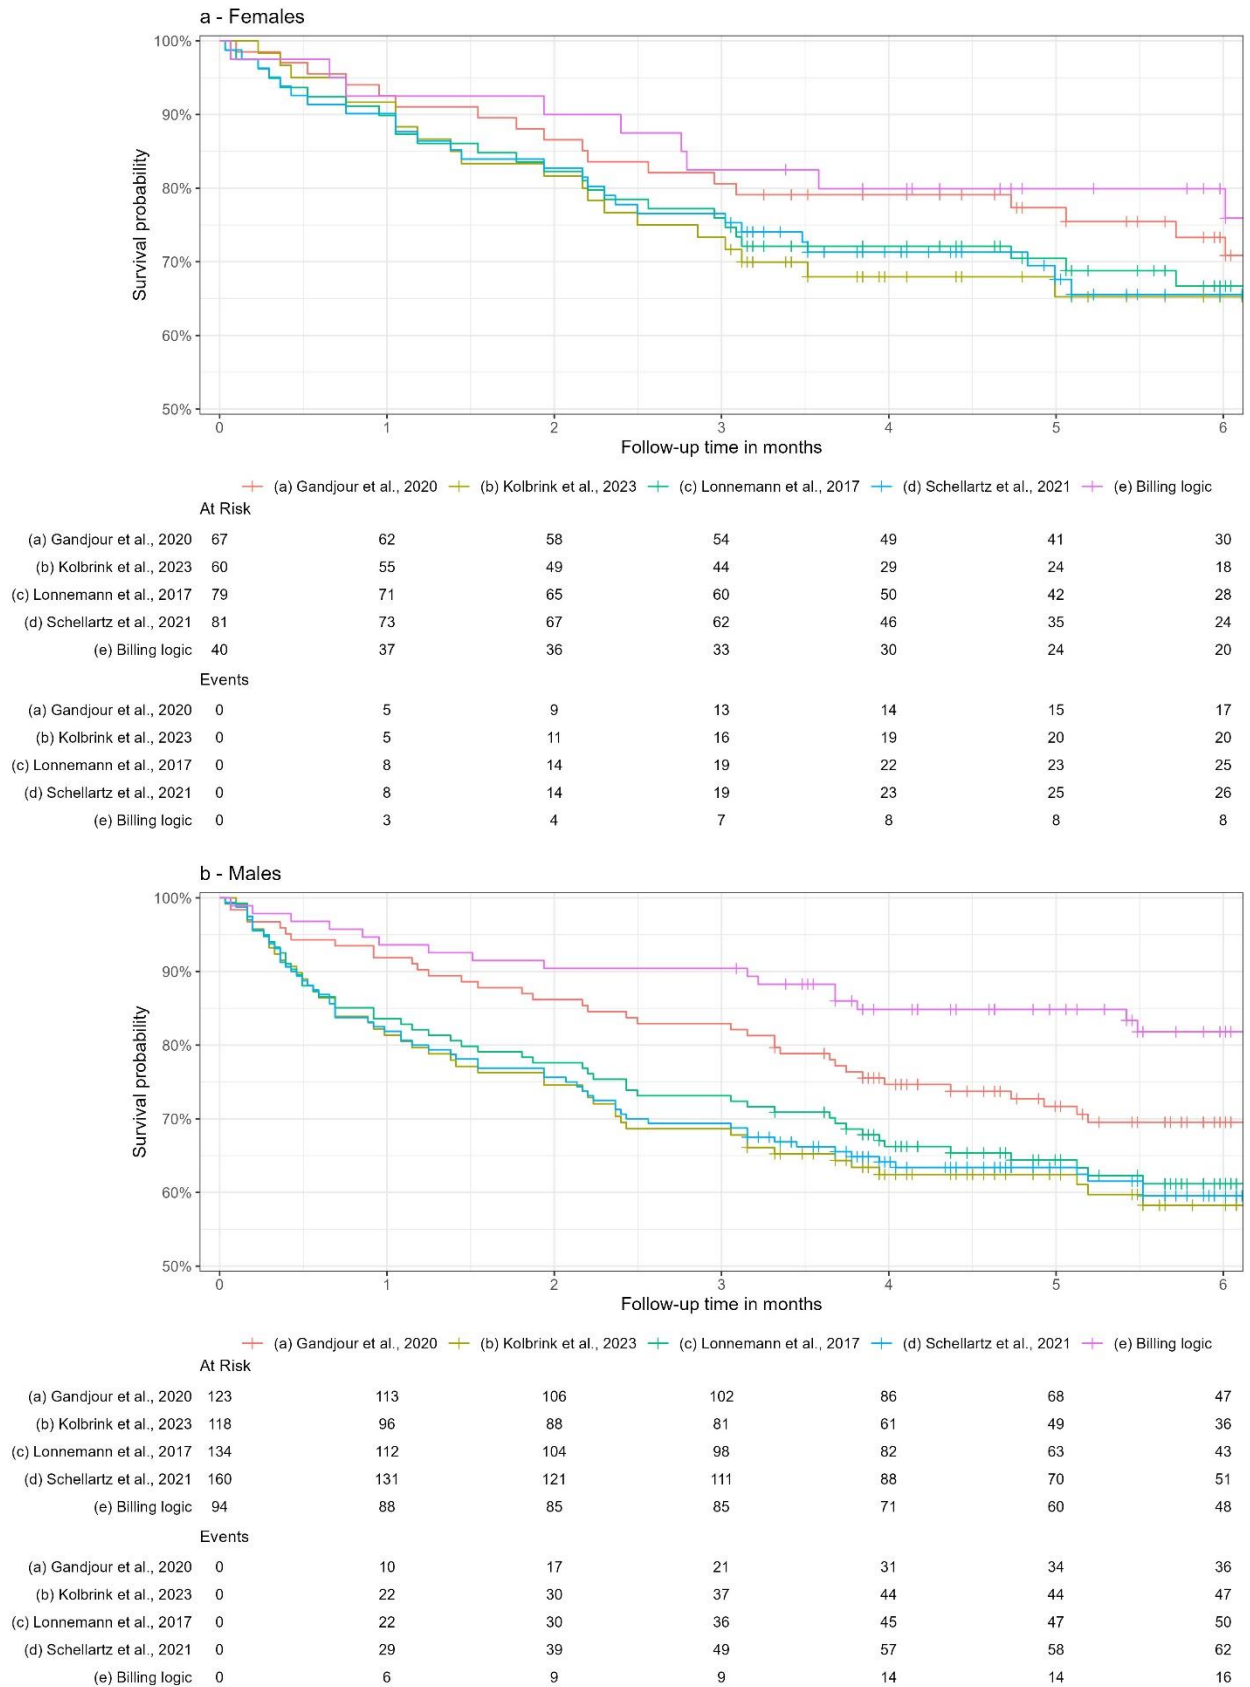 a - Females
100%
90%
80%
70%
60%
50%
Survival probability
0 1 2 3 4 5 6
Follow-up time in months
(a) Gandjour et al., 2020 (b) Kolbrink et al., 2023 (c) Lonnemann et al., 2017 (d) Schellartz et al., 2021 (e) Billing logic
At Risk
(a) Gandjour et al., 2020 67 62 58 54 49 41 30
(b) Kolbrink et al., 2023 60 55 49 44 29 24 18
(c) Lonnemann et al., 2017 79 71 65 60 50 42 28
(d) Schellartz et al., 2021 81 73 67 62 46 35 24
(e) Billing logic 40 37 36 33 30 24 20
Events
(a) Gandjour et al., 2020 0 5 9 13 14 15 17
(b) Kolbrink et al., 2023 0 5 11 16 19 20 20
(c) Lonnemann et al., 2017 0 8 14 19 22 23 25
(d) Schellartz et al., 2021 0 8 14 19 23 25 26
(e) Billing logic 0 3 4 7 8 8 8
b - Males
100%
90%
80%
70%
60%
50%
Survival probability
0 1 2 3 4 5 6
Follow-up time in months
(a) Gandjour et al., 2020 (b) Kolbrink et al., 2023 (c) Lonnemann et al., 2017 (d) Schellartz et al., 2021 (e) Billing logic
At Risk
(a) Gandjour et al., 2020 123 113 106 102 86 68 47
(b) Kolbrink et al., 2023 118 96 88 81 61 49 36
(c) Lonnemann et al., 2017 134 112 104 98 82 63 43
(d) Schellartz et al., 2021 160 131 121 111 88 70 51
(e) Billing logic 94 88 85 85 71 60 48
Events
(a) Gandjour et al., 2020 0 10 17 21 31 34 36
(b) Kolbrink et al., 2023 0 22 30 37 44 44 47
(c) Lonnemann et al., 2017 0 22 30 36 45 47 50
(d) Schellartz et al., 2021 0 29 39 49 57 58 62
(e) Billing logic 0 6 9 9 14 14 16